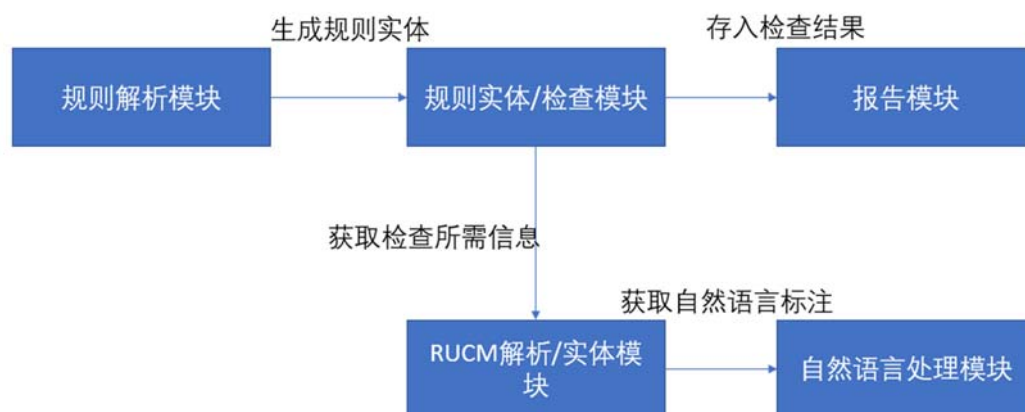 生成规则实体
存入检查结果
规则解析模块
规则实体/检查模块
报告模块
获取检查所需信息
获取自然语言标注
RUCM解析/实体模
块
自然语言处理模块